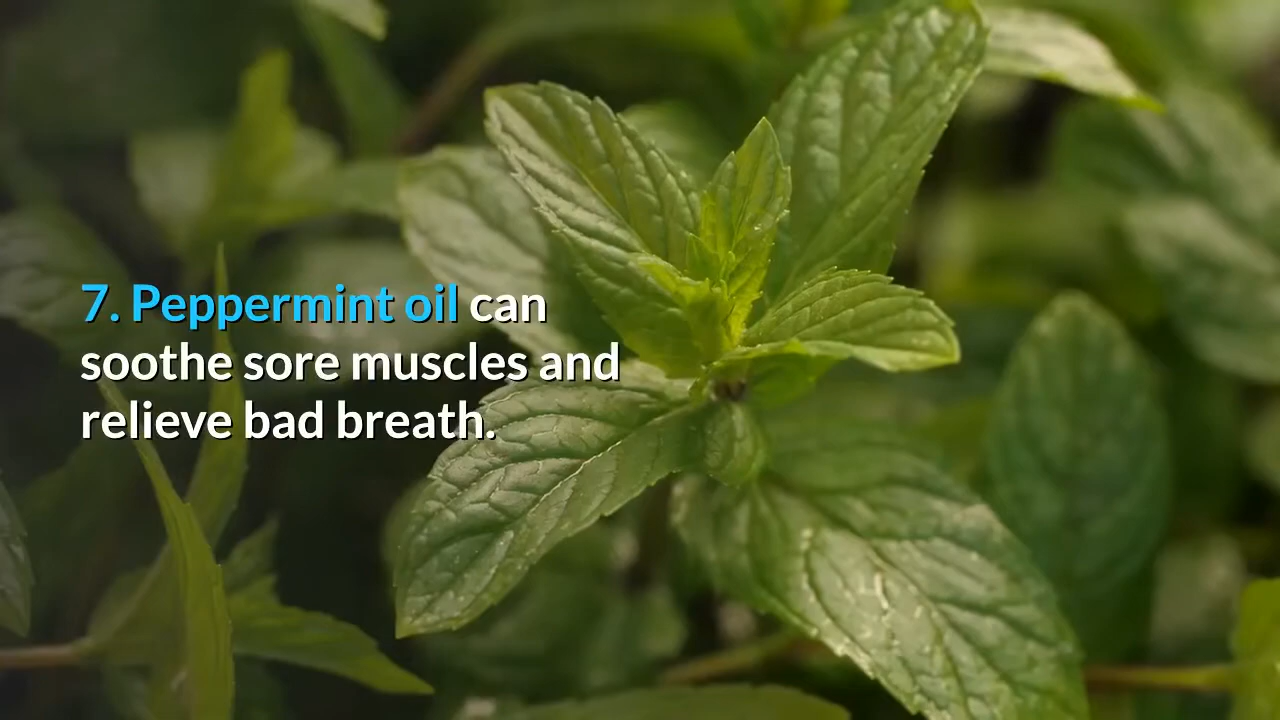 7. Peppermint oil can
soothe sore muscles and
relieve bad breath.